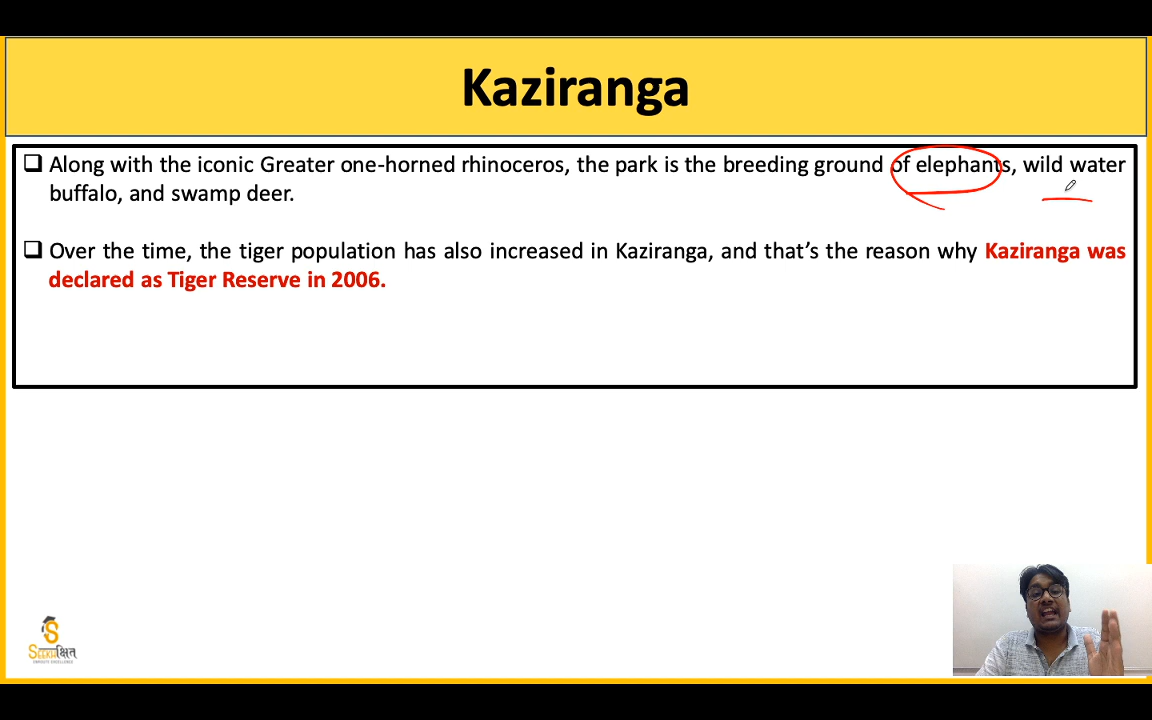 Kaziranga
Along with the iconic Greater one-horned rhinoceros, the park is the breeding ground of elephants, wild water
buffalo, and swamp deer.
Over the time, the tiger population has also increased in Kaziranga, and that’s the reason why Kaziranga was
declared as Tiger Reserve in 2006.
SEEKHक्षित